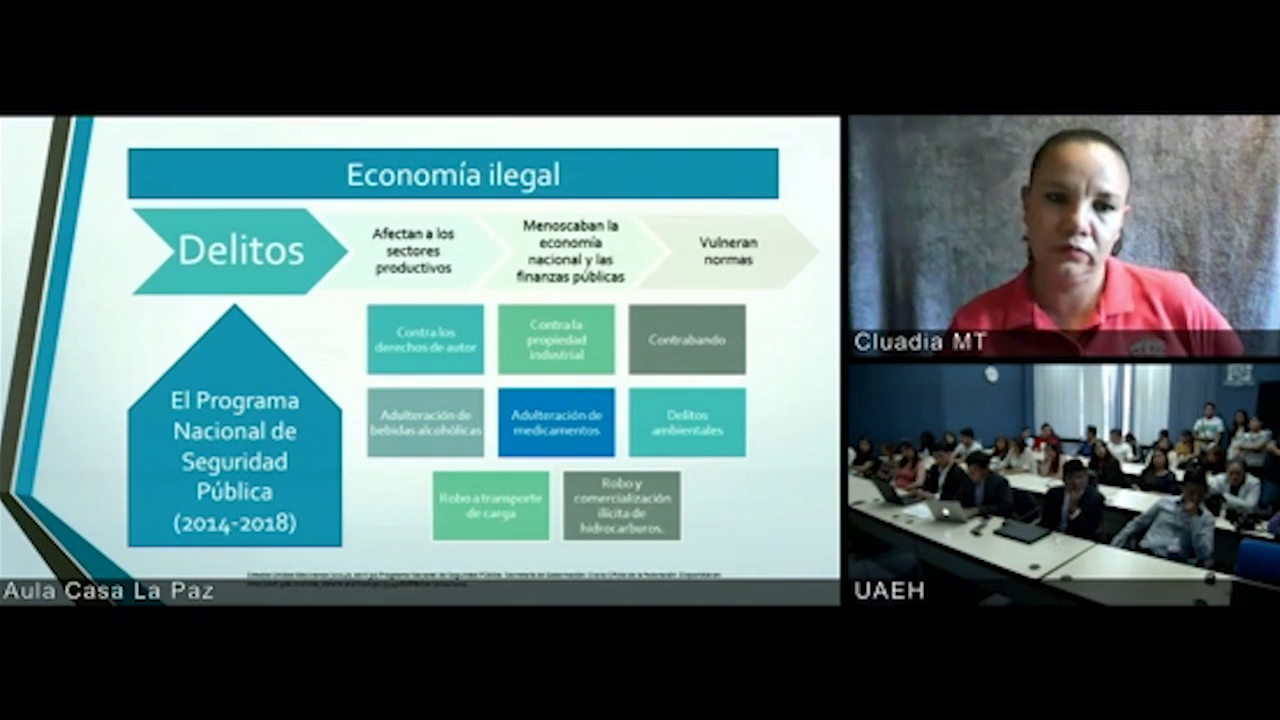 Economía ilegal
Delitos
Afectan a los
sectores
productivos
Menoscaban la
economía
nacional y las
finanzas públicas
Vulneran
normas
El Programa
Nacional de
Seguridad
Pública
(2014-2018)
Contra los
derechos de autor
Contra la
propiedad
industrial
Contrabando
Adulteración de
bebidas alcohólicas
Adulteración de
medicamentos
Delitos
ambientales
Robo a transporte
de carga
Robo y
comercialización
ilícita de
hidrocarburos.
Aula Casa La Paz
Cluadia MT
UAEH